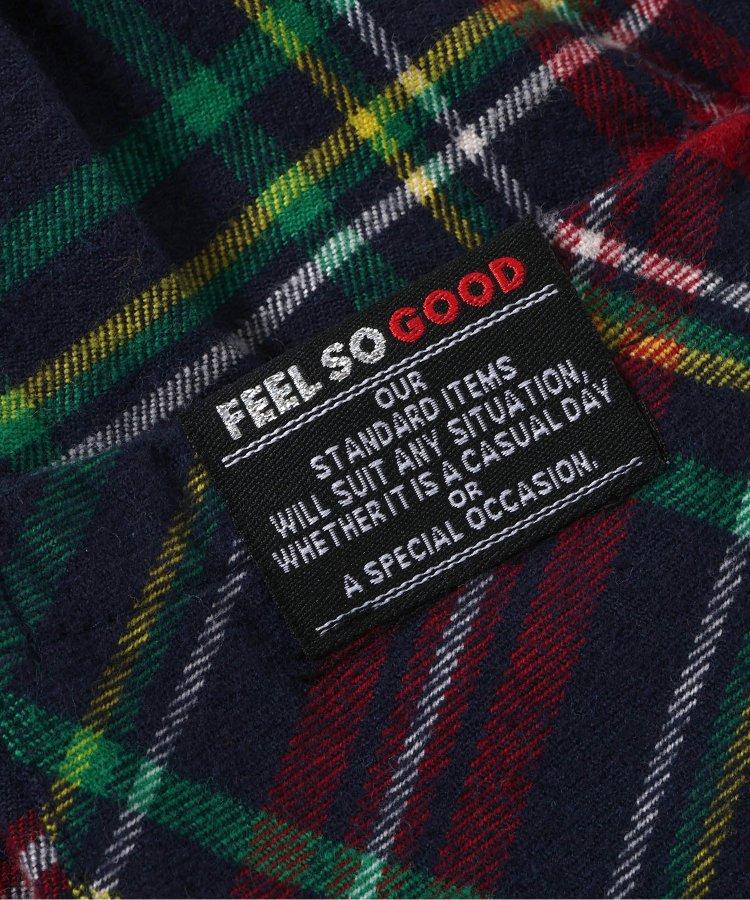 FEEL SO GOOD
OUR
STANDARD ITEMS
WILL SUIT ANY SITUATION,
WHETHER IT IS A CASUAL DAY
OR
A SPECIAL OCCASION.